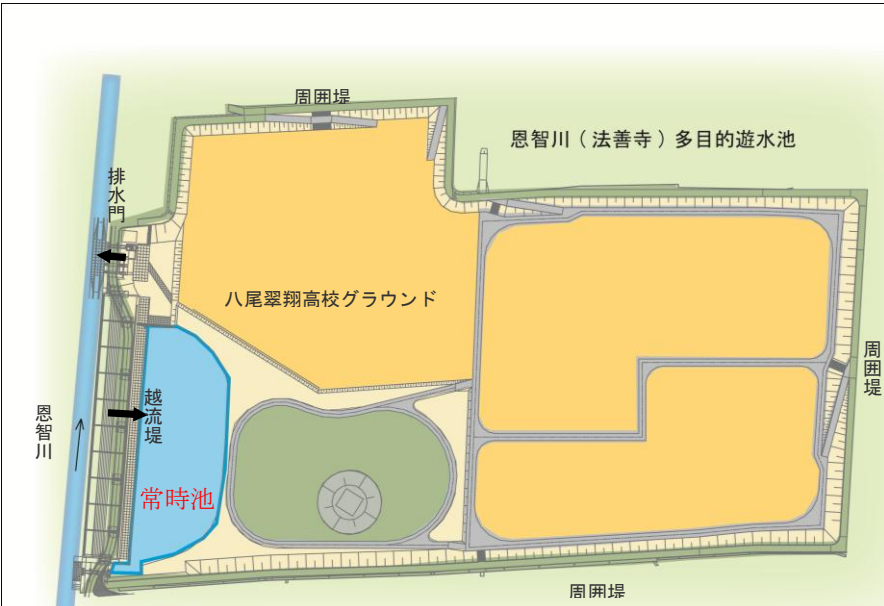 周囲堤
恩智川（法善寺）多目的遊水池
排水門
八尾翠翔高校グラウンド
周囲堤
越流堤
恩智川
常時池
周囲堤